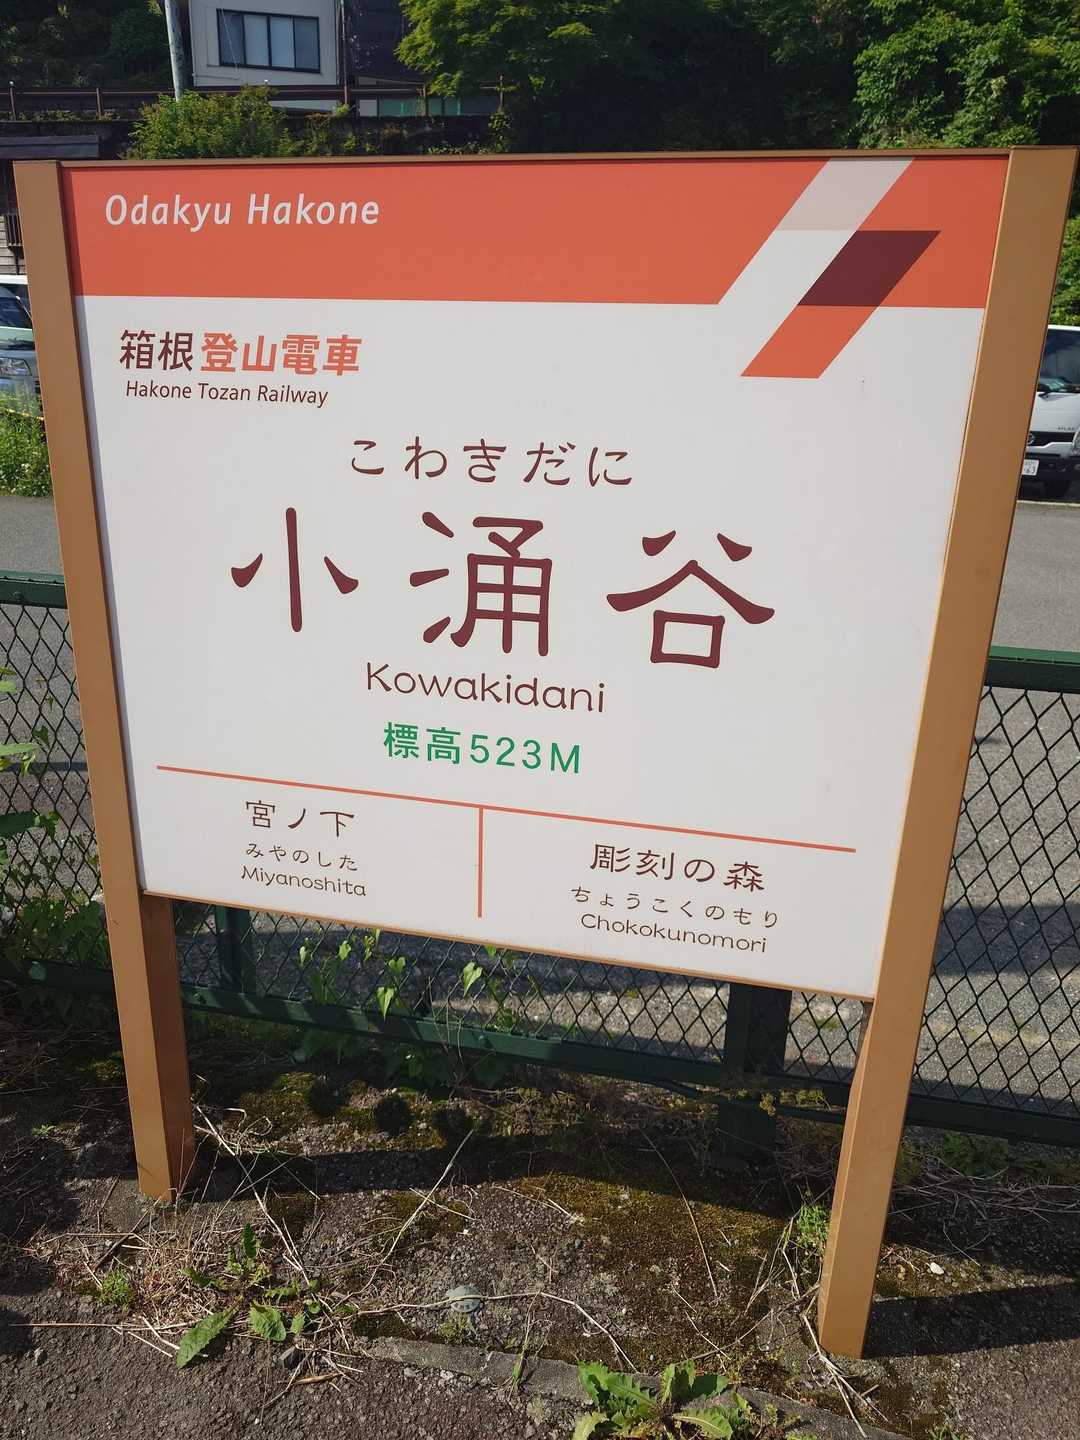 Odakyu Hakone
箱根登山電車
Hakone Tozan Railway
こわきだに
小涌谷
Kowakidani
標高523M
宮ノ下
みやのした
Miyanoshita
彫刻の森
ちょうこくのもり
Chokokunomori